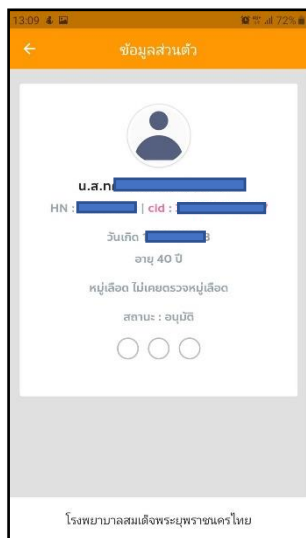 13:09 72%
ข้อมูลส่วนตัว
น.ส.
HN : | cid :
วันเกิด
อายุ 40 ปี
หมู่เลือด ไม่เคยตรวจหมู่เลือด
สถานะ : อนุมัติ
โรงพยาบาลสมเด็จพระยุพราชนครไทย